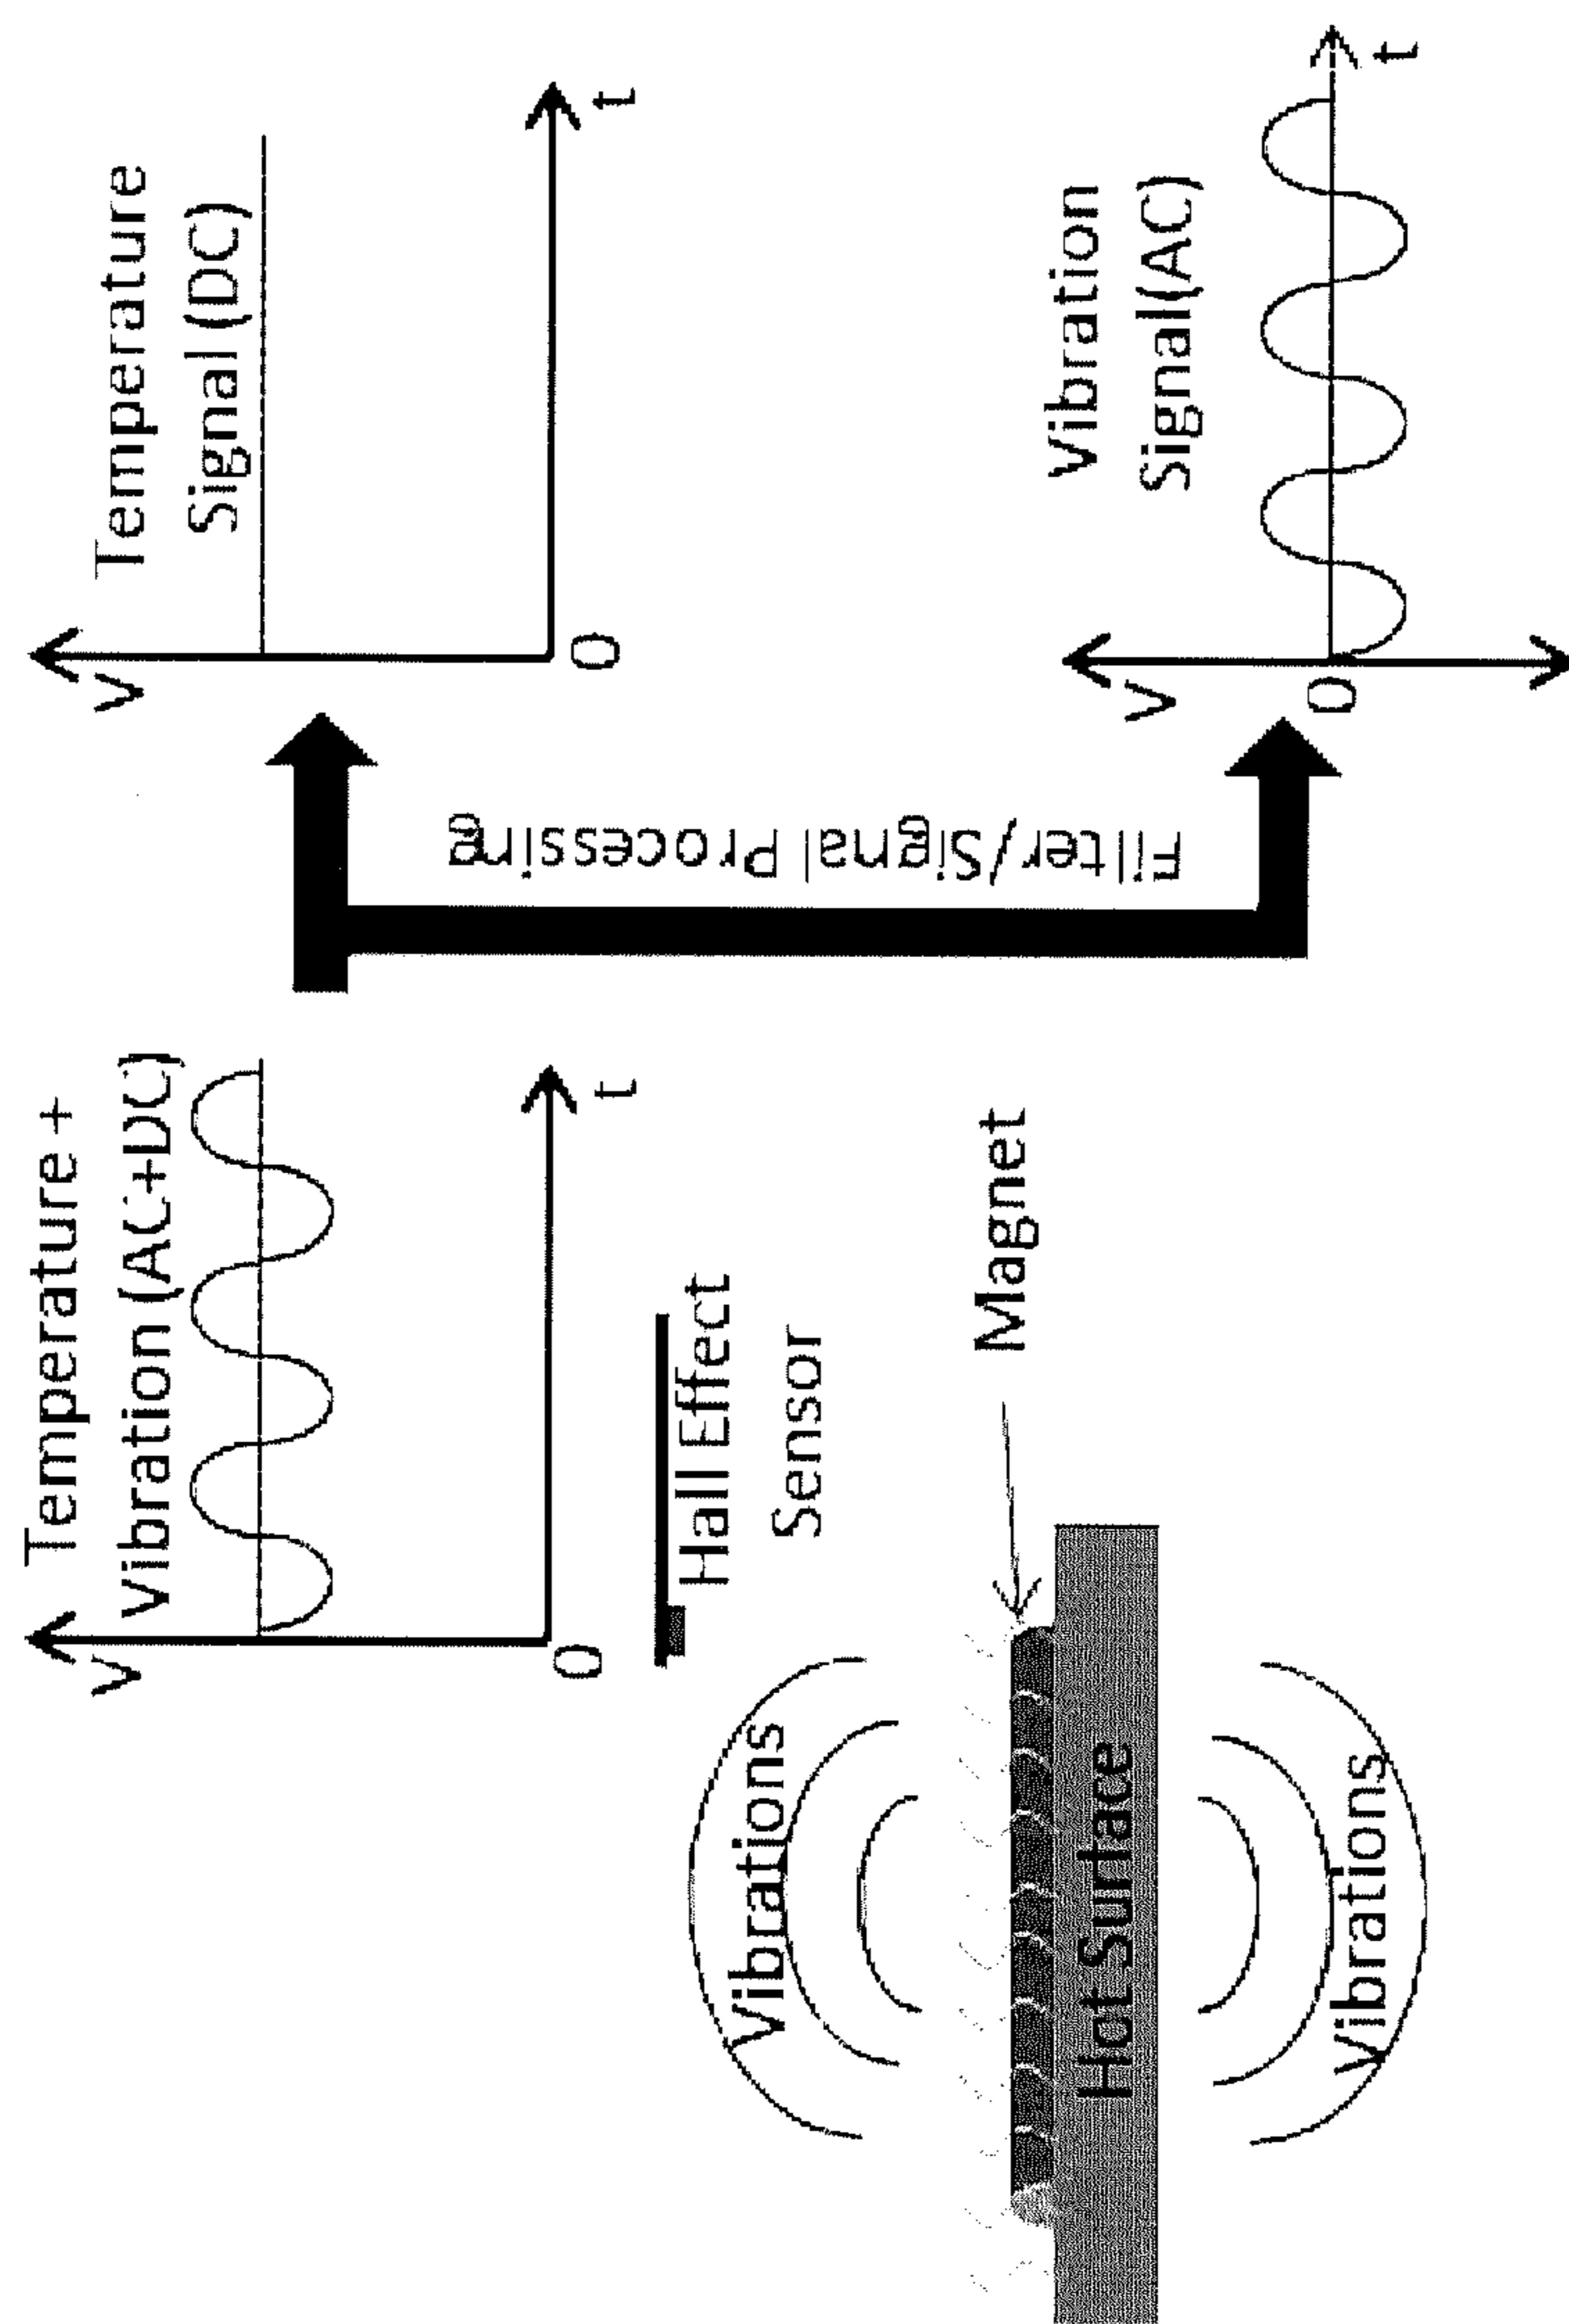 Temperature +
Vibration (AC+DC)
V
0
t
Hall Effect
Sensor
Vibrations
Magnet
Hot Surface
Vibrations
Filter/Signal Processing
Temperature
Signal (DC)
V
0
t
Vibration
Signal(AC)
V
0
t